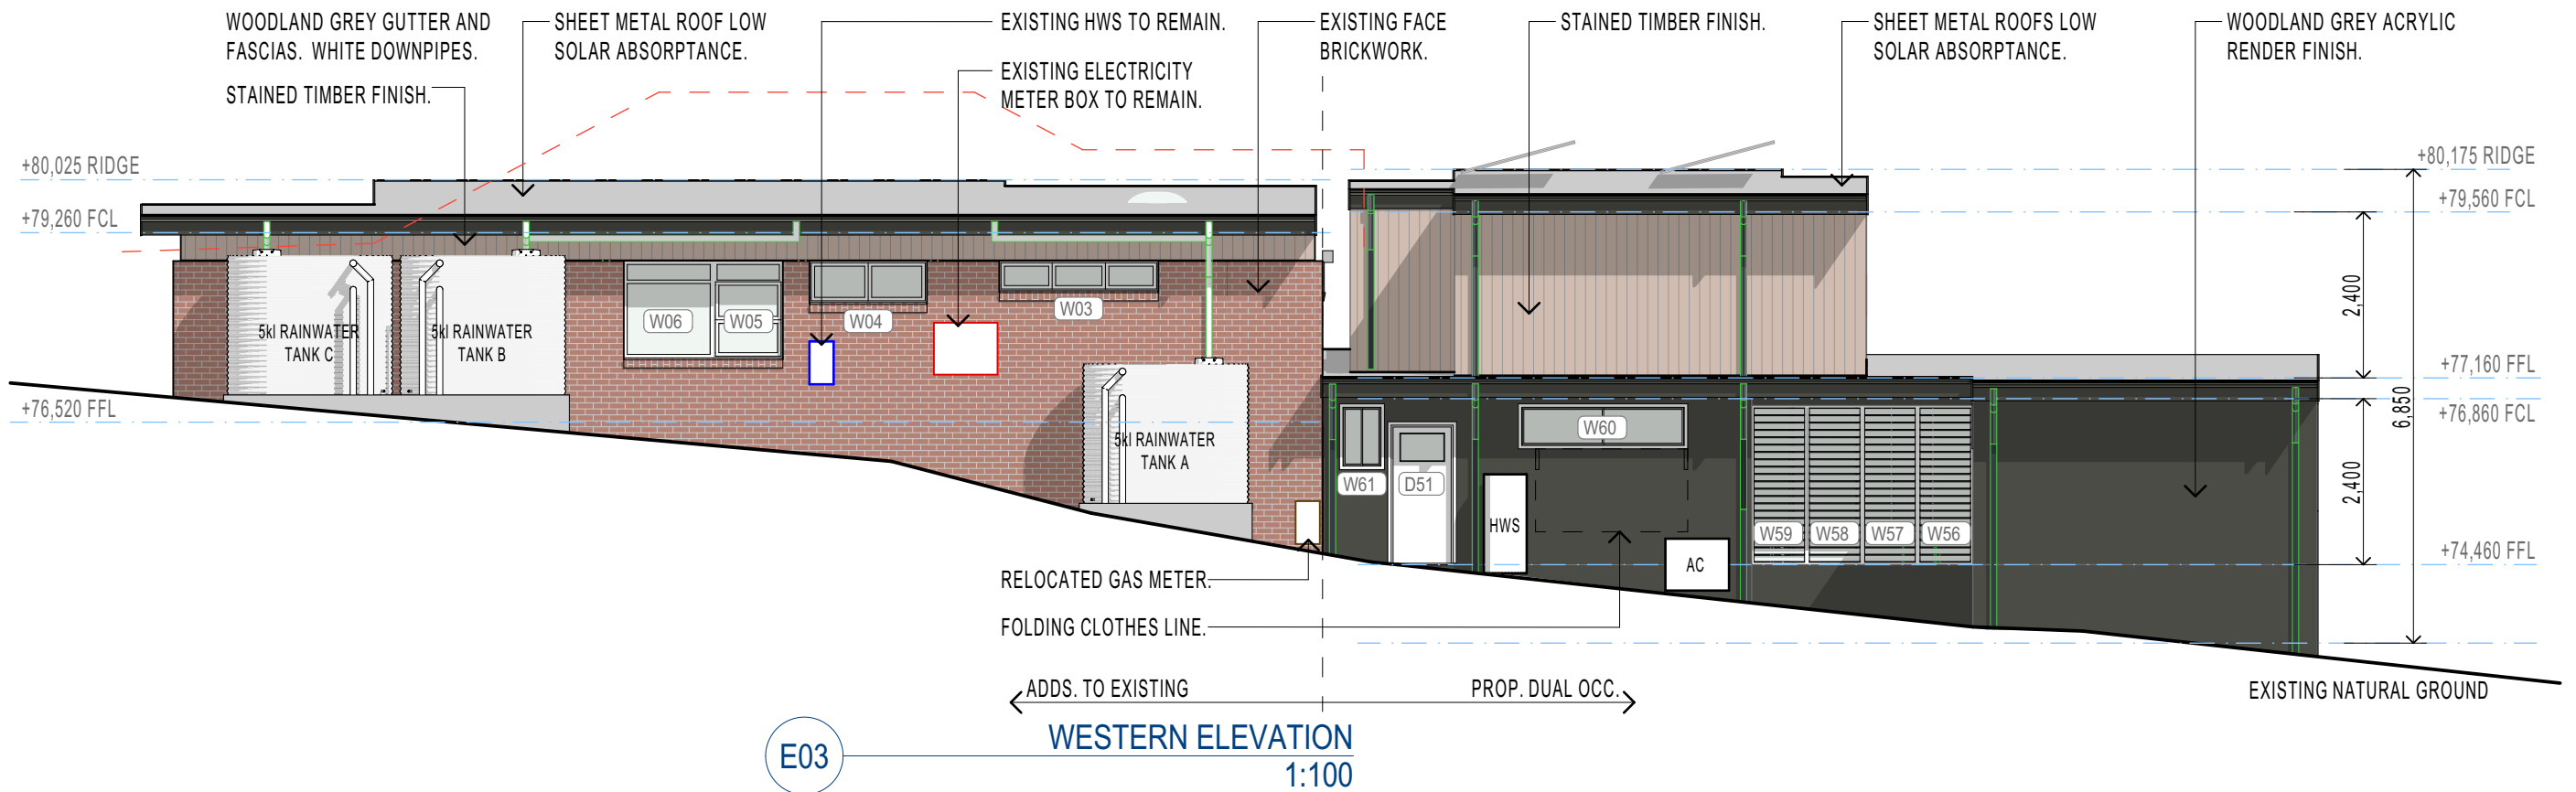 WOODLAND GREY GUTTER AND
FASCIAS. WHITE DOWNPIPES.
STAINED TIMBER FINISH.
SHEET METAL ROOF LOW
SOLAR ABSORPTANCE.
EXISTING HWS TO REMAIN.
EXISTING ELECTRICITY
METER BOX TO REMAIN.
EXISTING FACE
BRICKWORK.
STAINED TIMBER FINISH.
SHEET METAL ROOFS LOW
SOLAR ABSORPTANCE.
WOODLAND GREY ACRYLIC
RENDER FINISH.
+80,025 RIDGE
+79,260 FCL
+76,520 FFL
+80,175 RIDGE
+79,560 FCL
+77,160 FFL
+76,860 FCL
+74,460 FFL
2,400
2,400
6,850
5kl RAINWATER
TANK C
5kl RAINWATER
TANK B
W06
W05
W04
W03
5kl RAINWATER
TANK A
W61
D51
W60
HWS
AC
W59
W58
W57
W56
RELOCATED GAS METER.
FOLDING CLOTHES LINE.
ADDS. TO EXISTING
PROP. DUAL OCC.
EXISTING NATURAL GROUND
E03
WESTERN ELEVATION
1:100